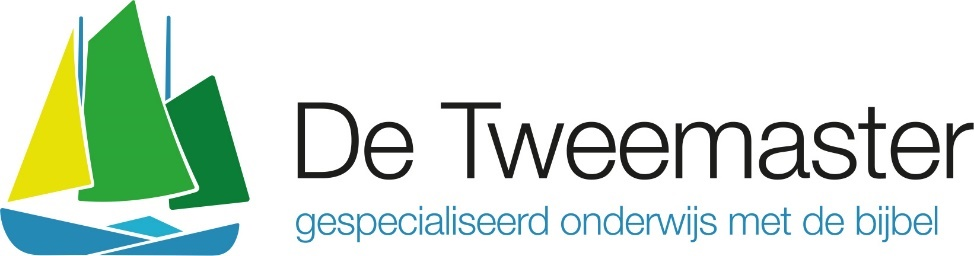 De Tweemaster
gespecialiseerd onderwijs met de bijbel